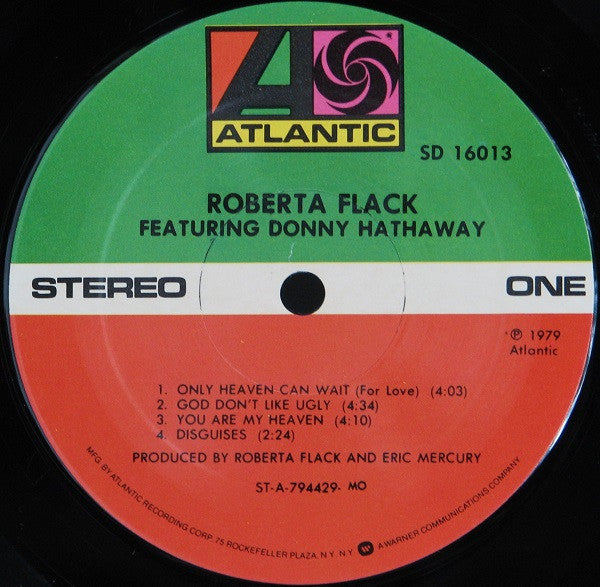 ATLANTIC
SD 16013
ROBERTA FLACK
FEATURING DONNY HATHAWAY
STEREO
ONE
℗ 1979
Atlantic
1. ONLY HEAVEN CAN WAIT (For Love) (4:03)
2. GOD DON'T LIKE UGLY (4:34)
3. YOU ARE MY HEAVEN (4:10)
4. DISGUISES (2:24)
PRODUCED BY ROBERTA FLACK AND ERIC MERCURY
ST-A-794429- MO
MFG. BY ATLANTIC RECORDING CORP. 75 ROCKEFELLER PLAZA, N.Y. N.Y. A WARNER COMMUNICATIONS COMPANY